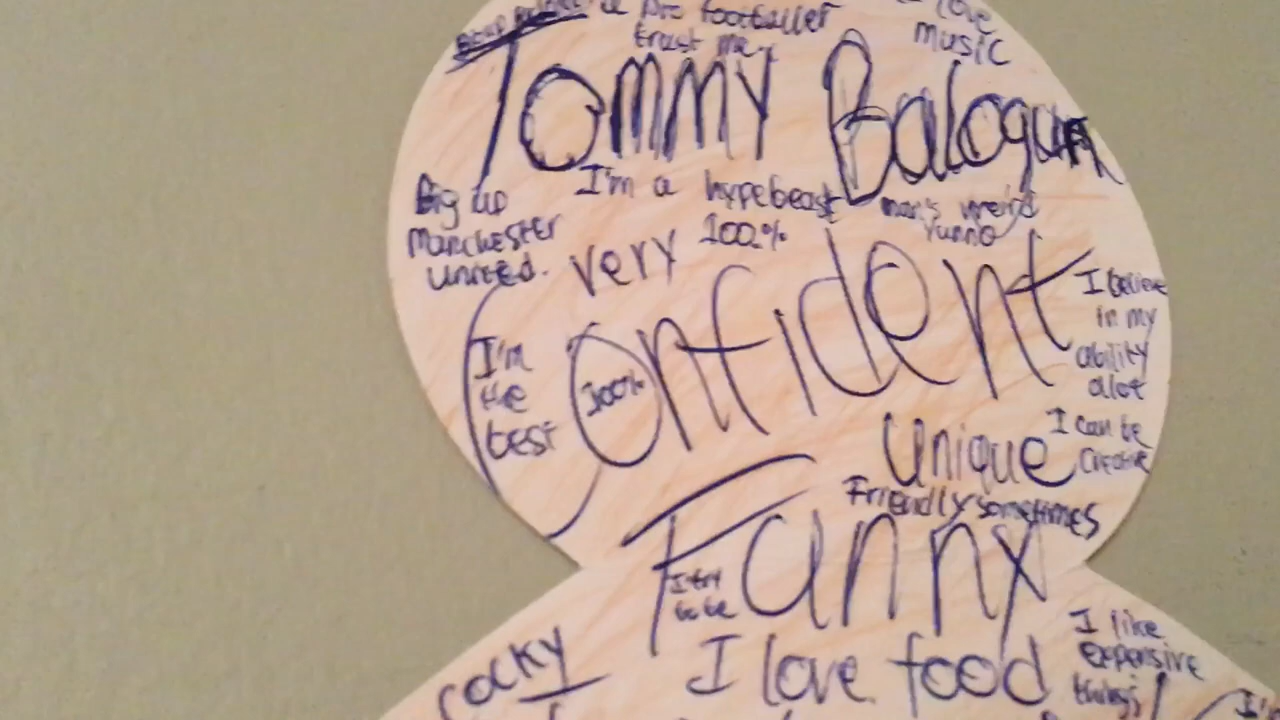 a pro footballer
trust me,
I love
music
Tommy Balogun
Big up
Manchester
united.
I'm a hypebeast
100%
man's weird
yunno
very
Confident
100%
I'm
the
best
I believe
in my
ability
allot
unique
I can be
Creative
Friendly sometimes
Funny
I try
to be
cocky
I love food
I like
expensive
things
I'm